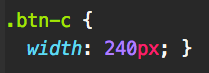 .btn-c {
width: 240px; }